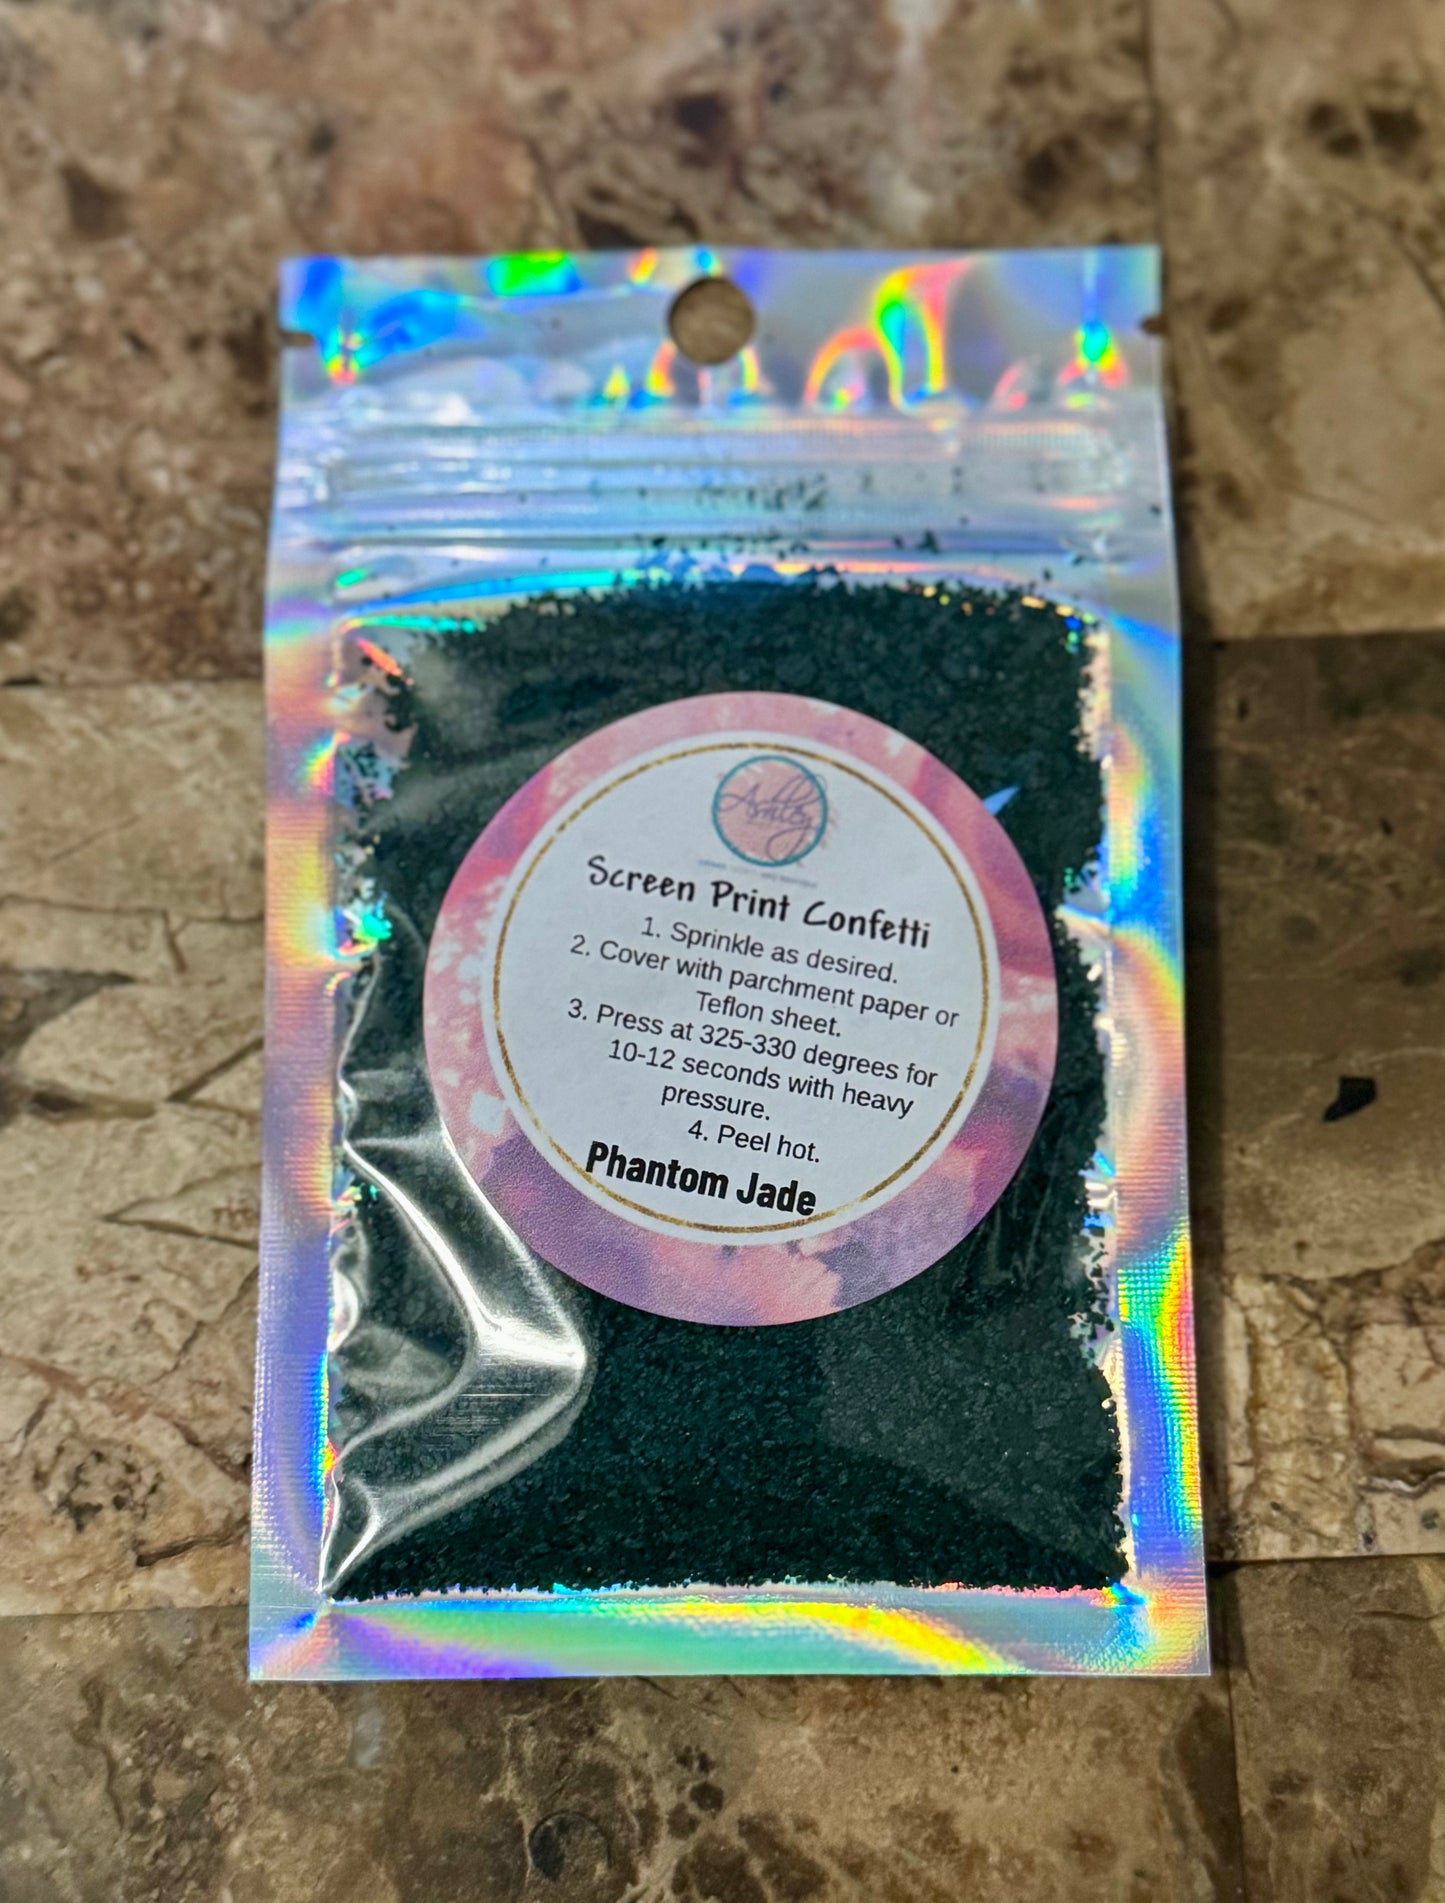 Ashley
Screen Print Confetti
1. Sprinkle as desired.
2. Cover with parchment paper or
Teflon sheet.
3. Press at 325-330 degrees for
10-12 seconds with heavy
pressure.
4. Peel hot.
Phantom Jade